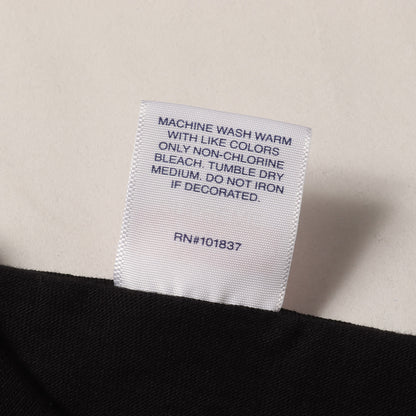 MACHINE WASH WARM
WITH LIKE COLORS
ONLY NON-CHLORINE
BLEACH. TUMBLE DRY
MEDIUM. DO NOT IRON
IF DECORATED.
RN#101837